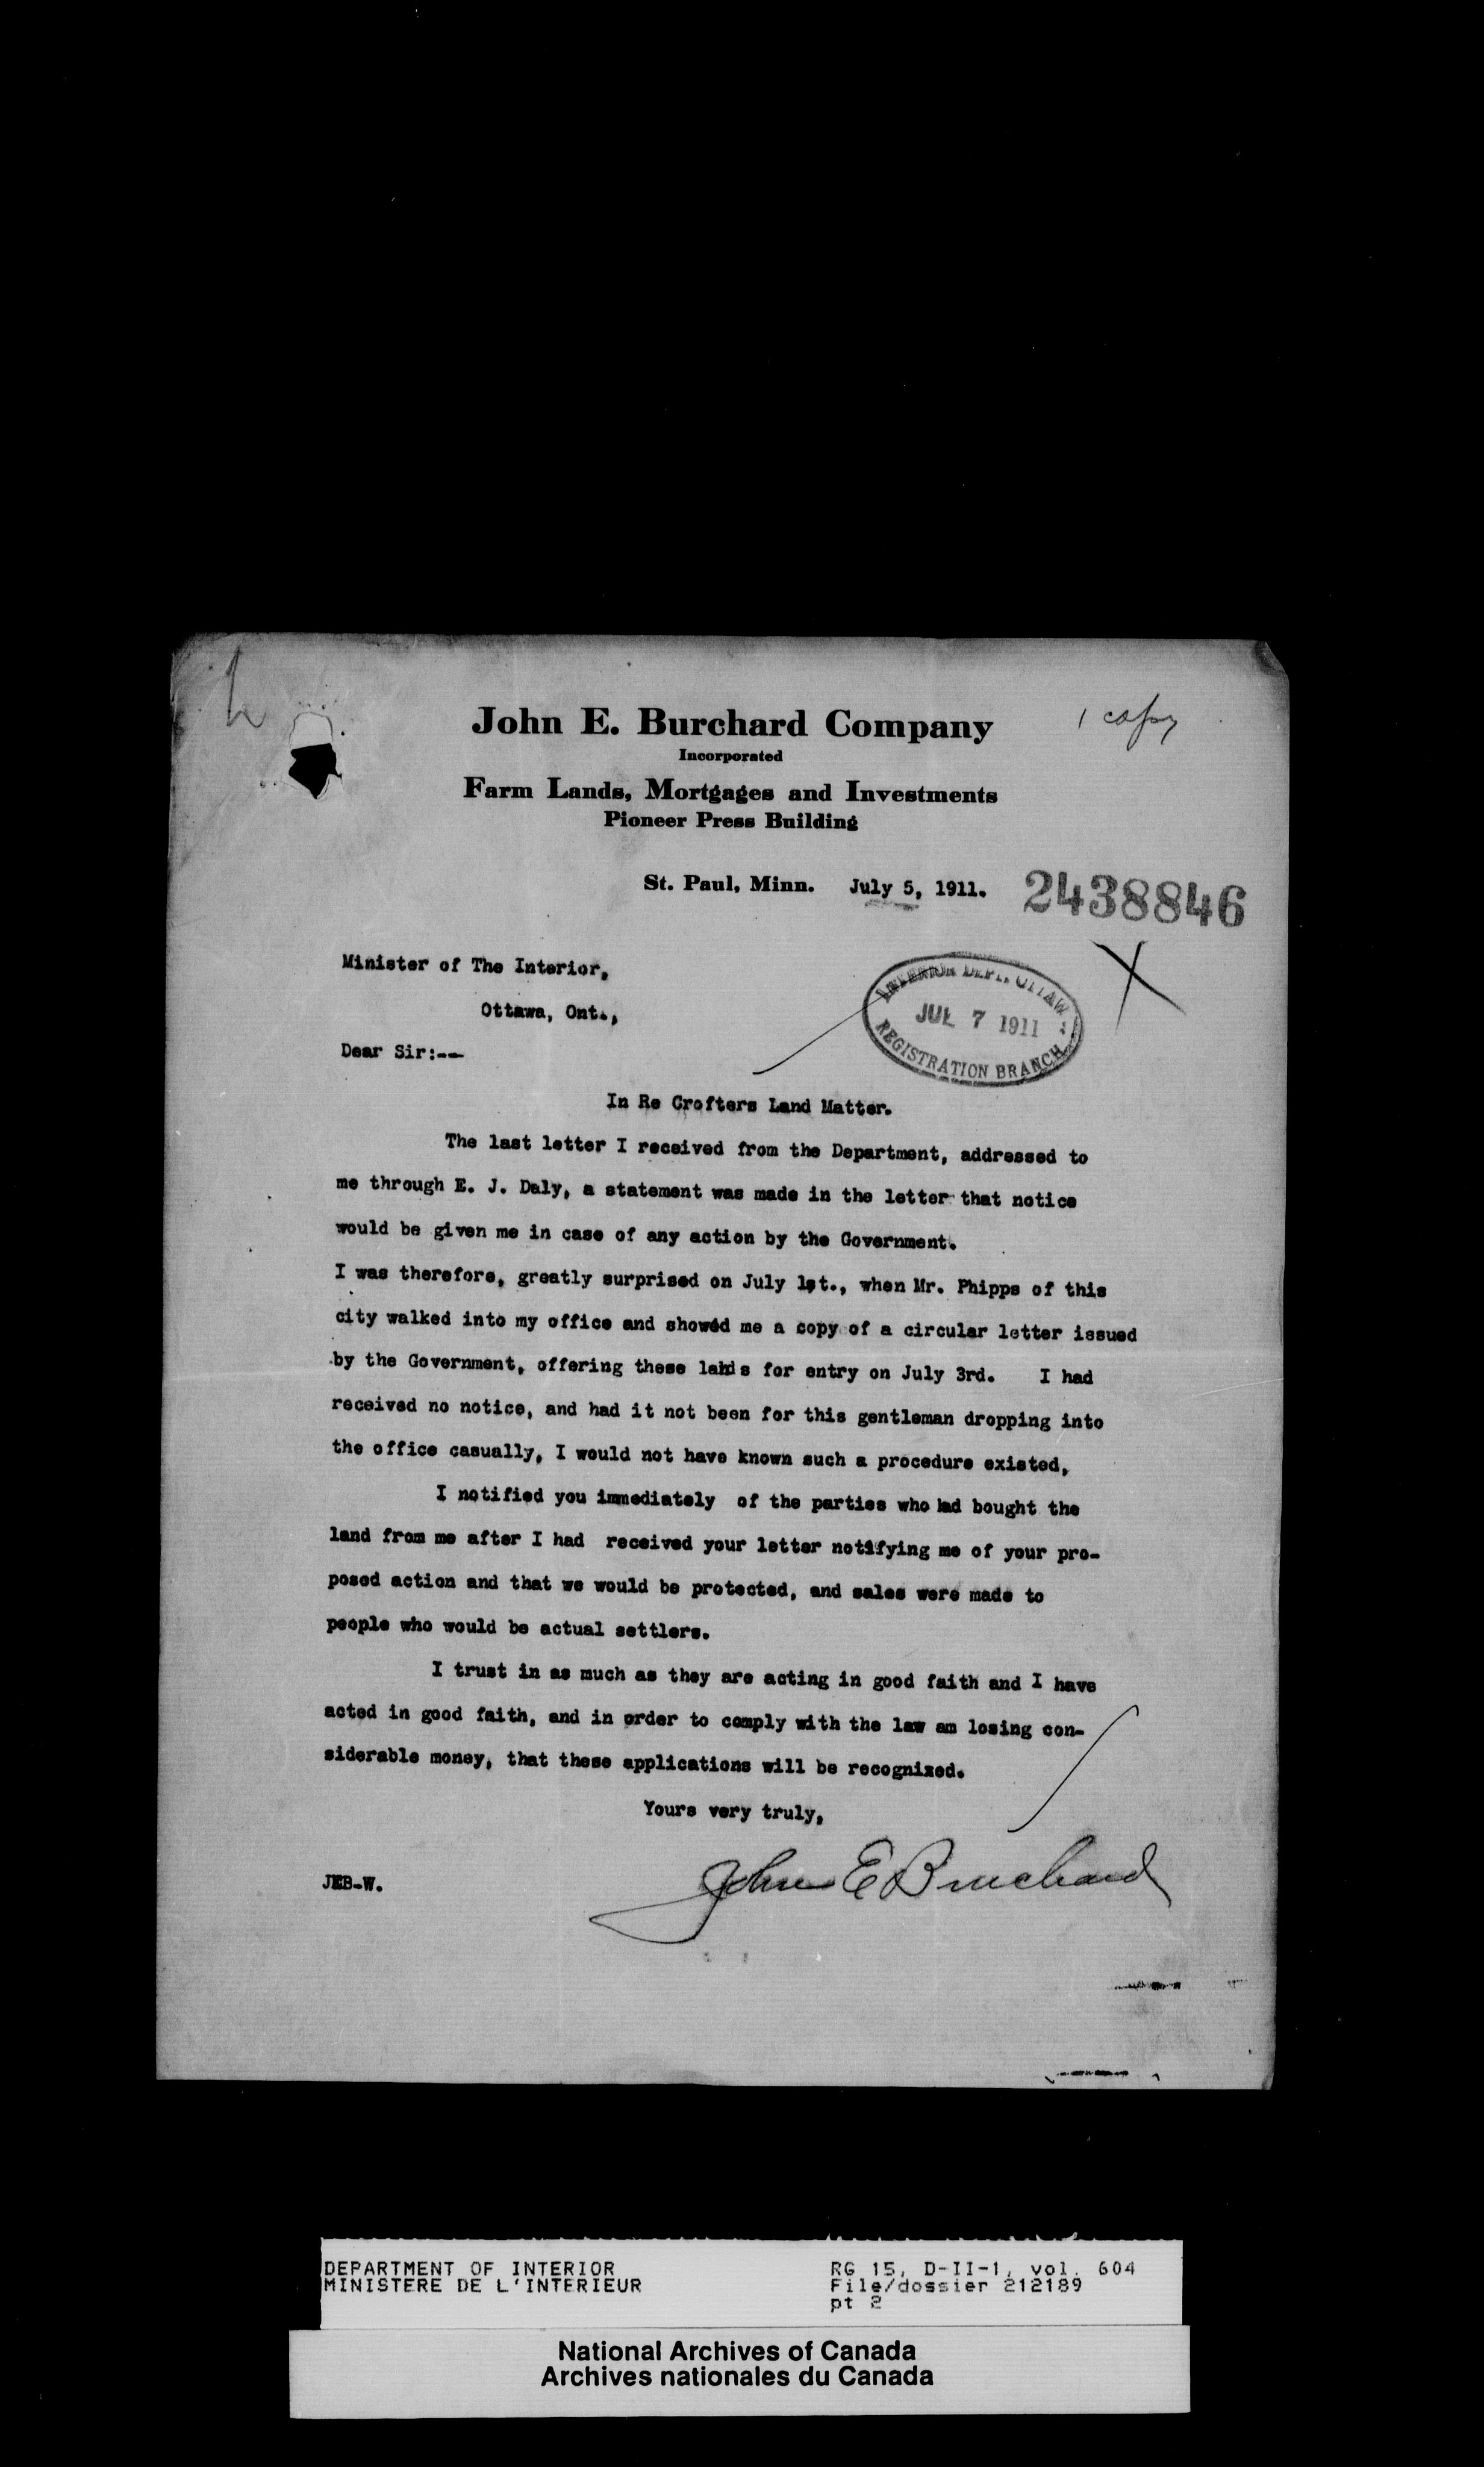 John E. Burchard Company
1 copy
Incorporated
Farm Lands, Mortgages and Investments
Pioneer Press Building
St. Paul, Minn. July 5, 1911.
2438846
Minister of The Interior,
Ottawa, Ont.,
INTERIOR DEPT. OTTAWA
JUL 7 1911
REGISTRATION BRANCH
Dear Sir:--
In Re Crofters Land Matter.
The last letter I received from the Department, addressed to
me through E. J. Daly, a statement was made in the letter that notice
would be given me in case of any action by the Government.
I was therefore, greatly surprised on July 1st., when Mr. Phipps of this
city walked into my office and showed me a copy of a circular letter issued
by the Government, offering these lands for entry on July 3rd. I had
received no notice, and had it not been for this gentleman dropping into
the office casually, I would not have known such a procedure existed,
I notified you immediately of the parties who had bought the
land from me after I had received your letter notifying me of your pro-
posed action and that we would be protected, and sales were made to
people who would be actual settlers.
I trust in as much as they are acting in good faith and I have
acted in good faith, and in order to comply with the law am losing con-
siderable money, that these applications will be recognized.
Yours very truly,
John E Burchard
JEB-W.
DEPARTMENT OF INTERIOR
MINISTERE DE L'INTERIEUR
RG 15, D-II-1, vol. 604
File/dossier 212189
pt 2
National Archives of Canada
Archives nationales du Canada